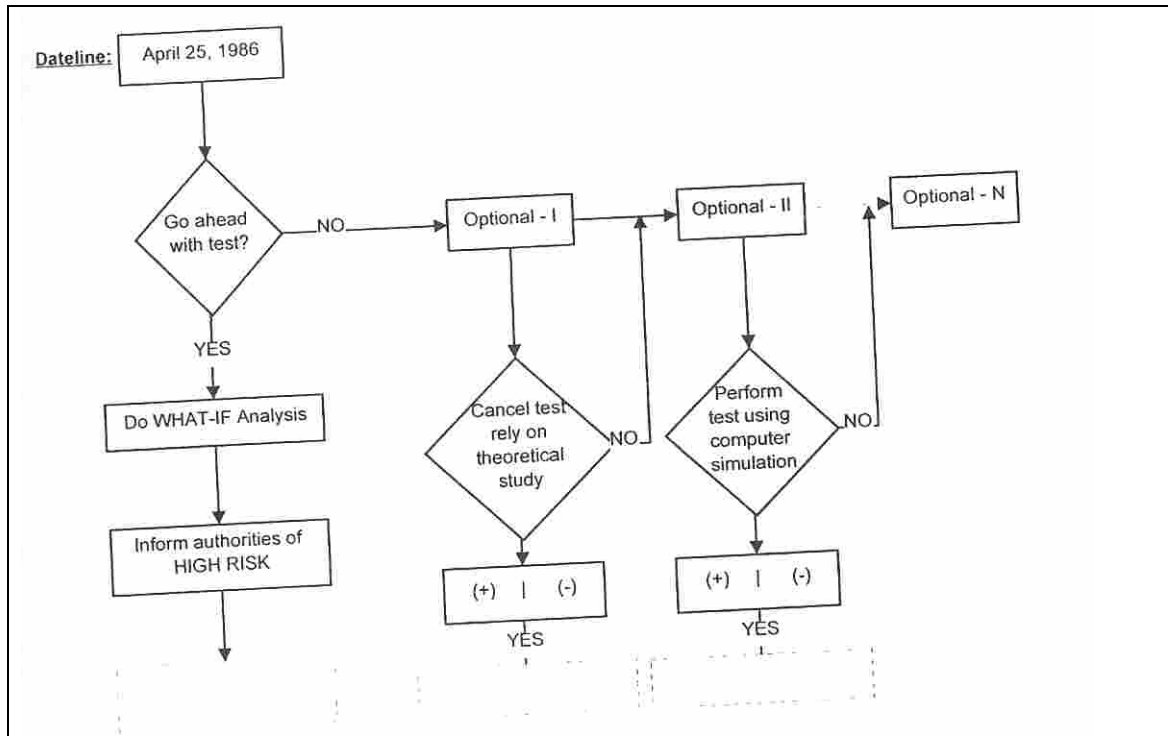 Dateline:
April 25, 1986
Go ahead
with test?
NO
Optional - I
Optional - II
Optional - N
YES
Do WHAT-IF Analysis
Inform authorities of
HIGH RISK
Cancel test
rely on
theoretical
study
NO
(+) | (-)
YES
Perform
test using
computer
simulation
NO
(+) | (-)
YES